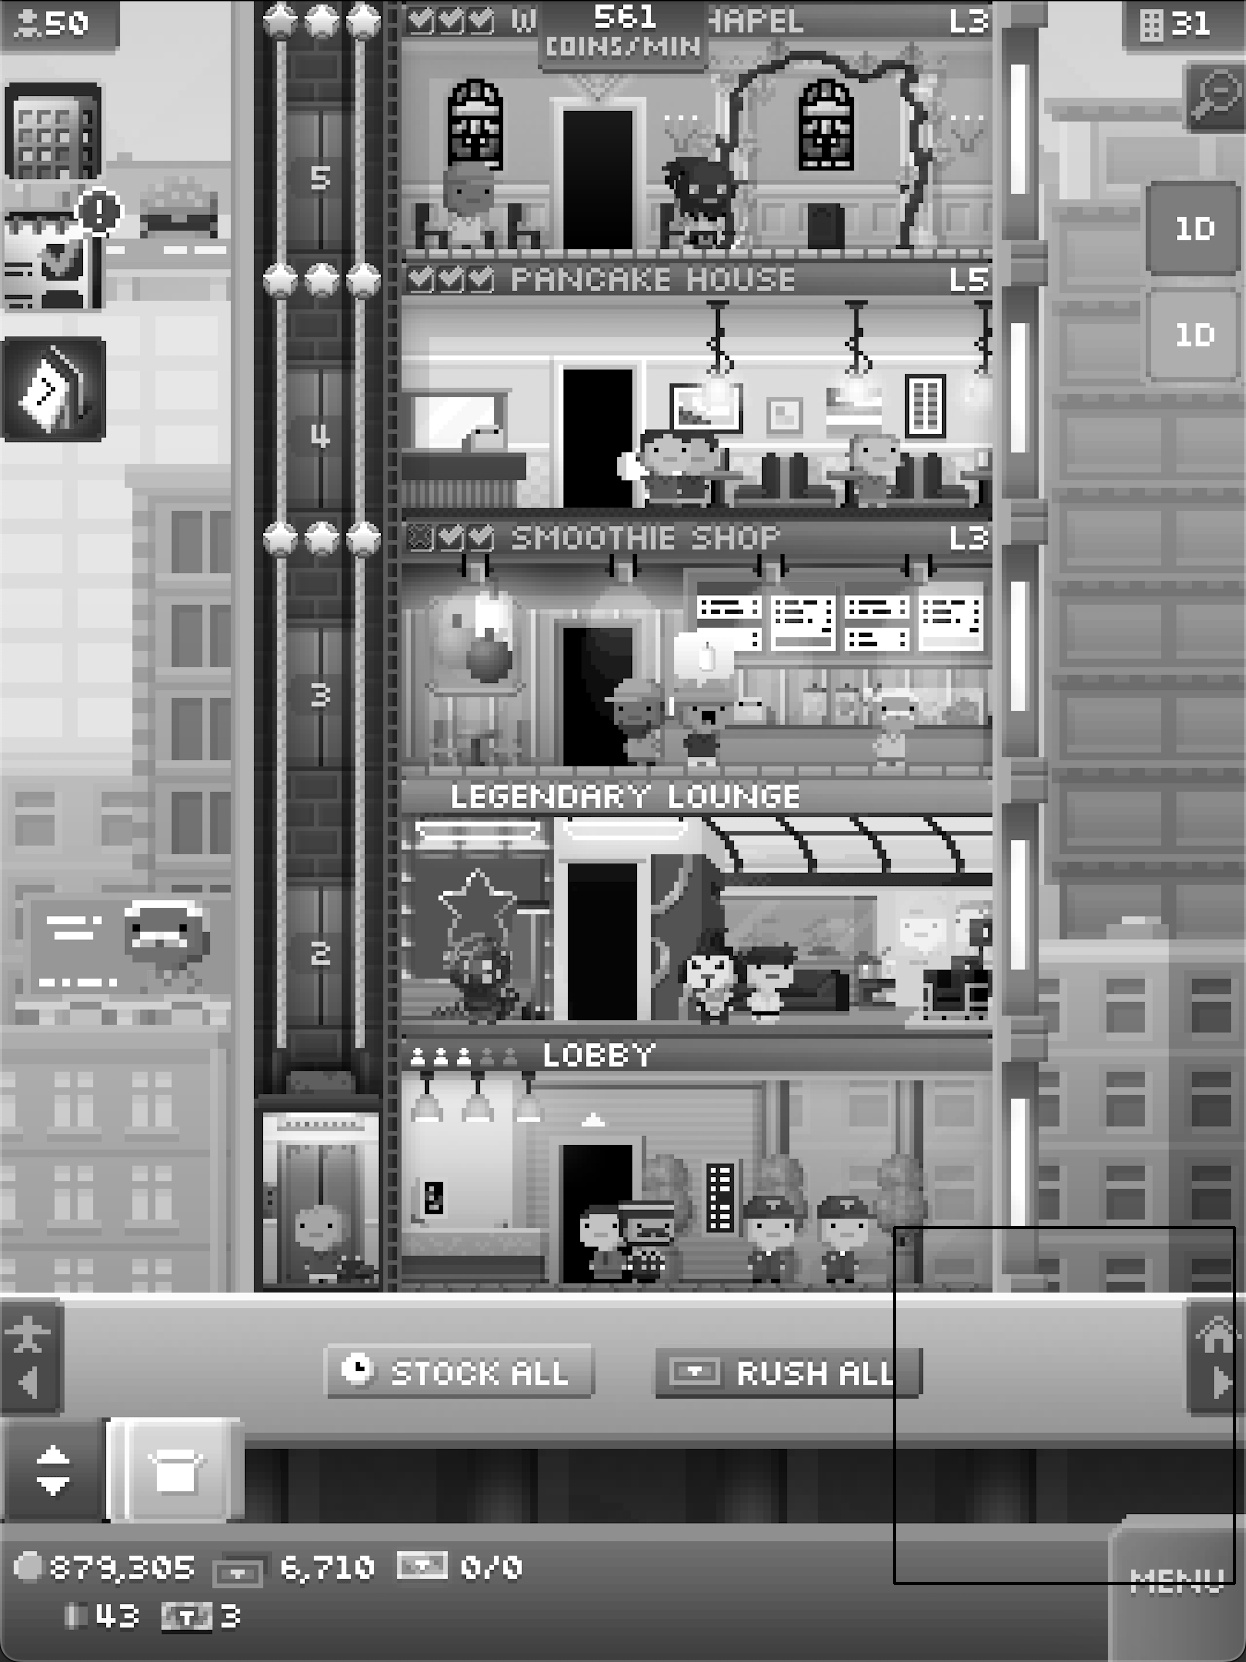 50
561
COINS/MIN
HAPEL
L3
31
1D
1D
5
PANCAKE HOUSE
L5
4
SMOOTHIE SHOP
L3
3
LEGENDARY LOUNGE
2
LOBBY
STOCK ALL
RUSH ALL
879,305
6,710
0/0
43
3
MENU